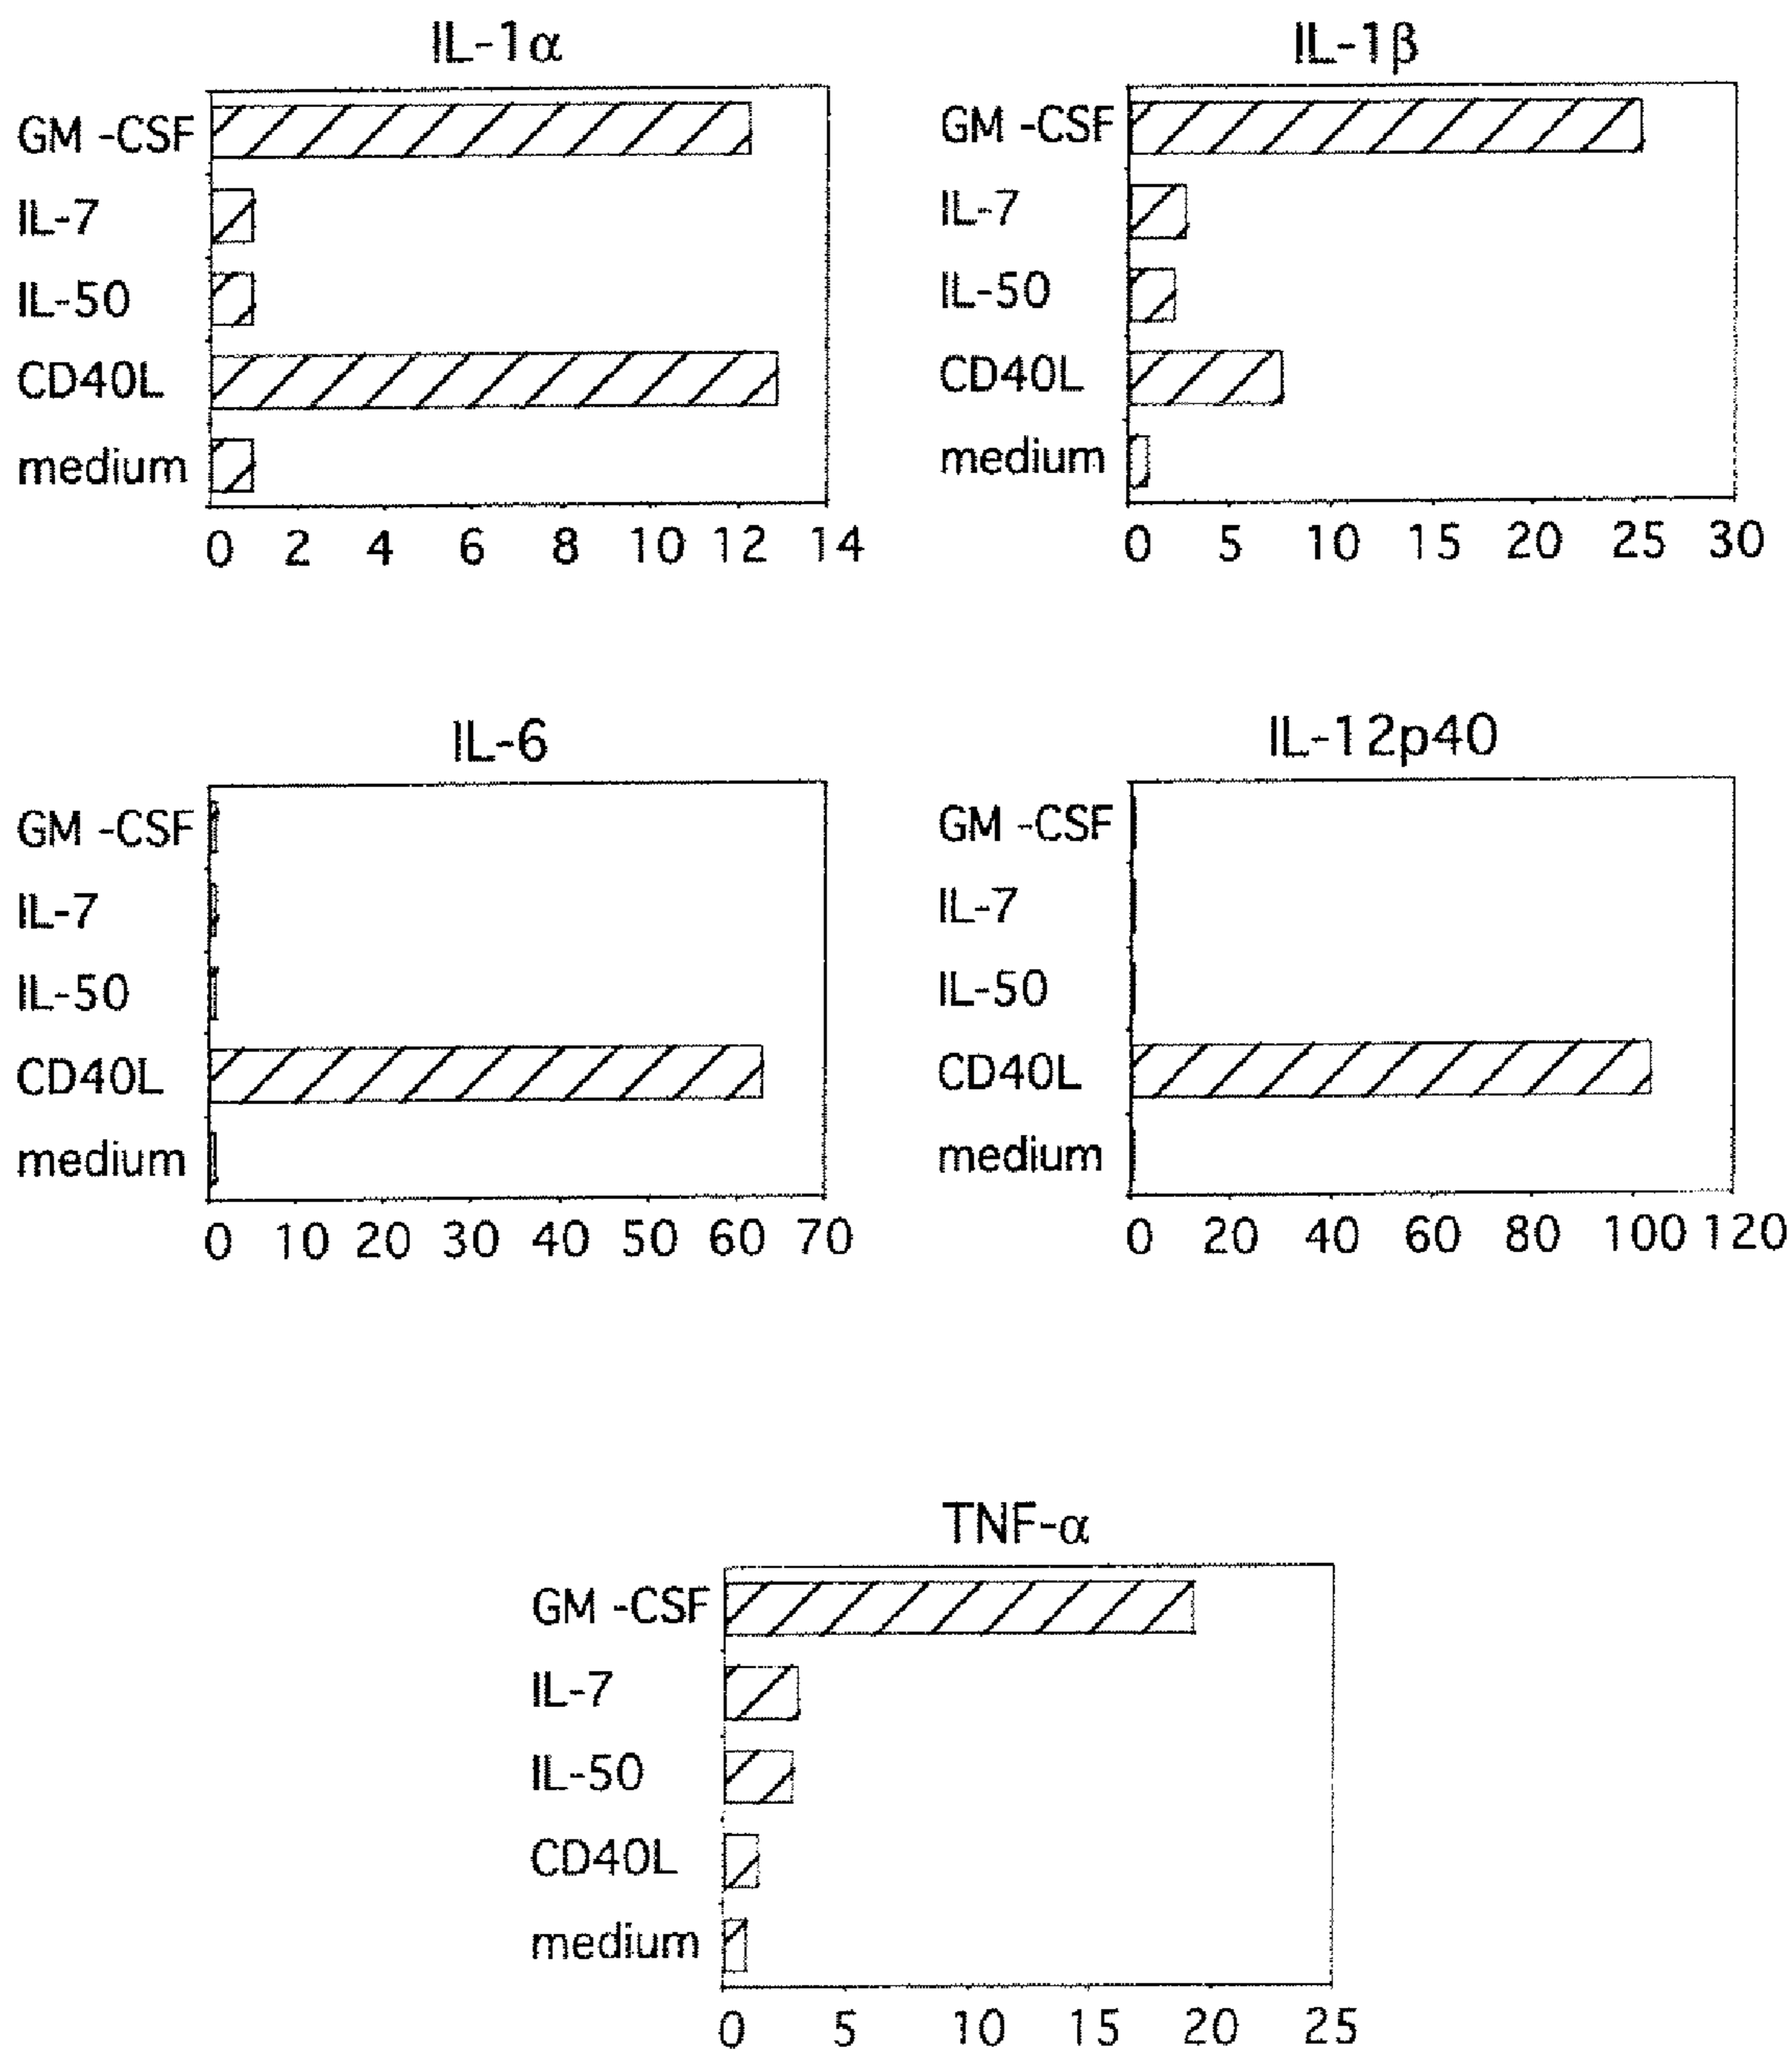 IL-1α
GM -CSF
IL-7
IL-50
CD40L
medium
0 2 4 6 8 10 12 14
IL-1β
GM -CSF
IL-7
IL-50
CD40L
medium
0 5 10 15 20 25 30
IL-6
GM -CSF
IL-7
IL-50
CD40L
medium
0 10 20 30 40 50 60 70
IL-12p40
GM -CSF
IL-7
IL-50
CD40L
medium
0 20 40 60 80 100 120
TNF-α
GM -CSF
IL-7
IL-50
CD40L
medium
0 5 10 15 20 25